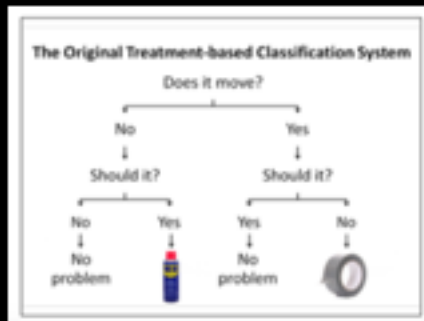 The Original Treatment-based Classification System
Does it move?
No Yes
Should it? Should it?
No Yes Yes No
No problem No problem